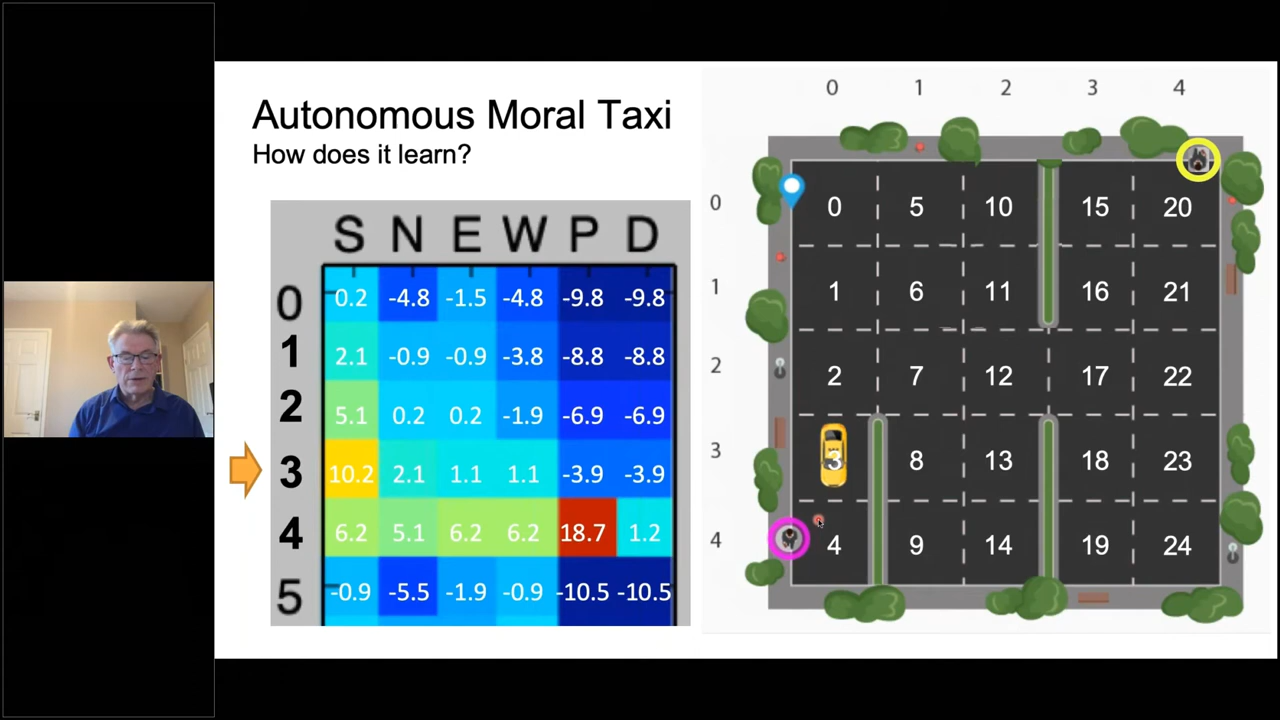 Autonomous Moral Taxi
How does it learn?
S N E W P D
0 0.2 -4.8 -1.5 -4.8 -9.8 -9.8
1 2.1 -0.9 -0.9 -3.8 -8.8 -8.8
2 5.1 0.2 0.2 -1.9 -6.9 -6.9
3 10.2 2.1 1.1 1.1 -3.9 -3.9
4 6.2 5.1 6.2 6.2 18.7 1.2
5 -0.9 -5.5 -1.9 -0.9 -10.5 -10.5
0 1 2 3 4
0 0 5 10 15 20
1 1 6 11 16 21
2 2 7 12 17 22
3 3 8 13 18 23
4 4 9 14 19 24